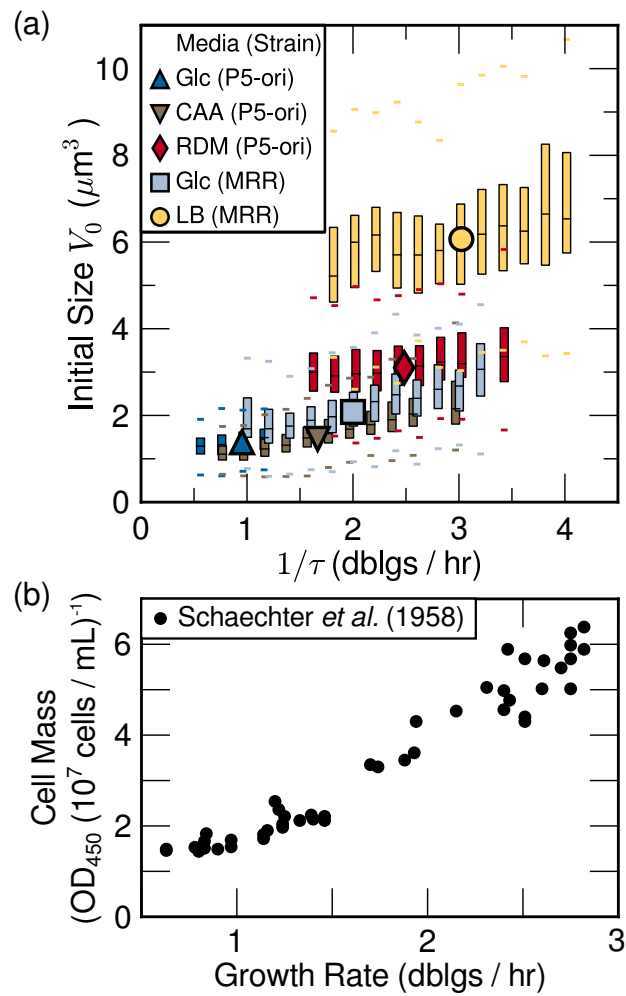 (a)
Media (Strain)
Glc (P5-ori)
CAA (P5-ori)
RDM (P5-ori)
Glc (MRR)
LB (MRR)
Initial Size V₀ (μm³)
10
8
6
4
2
0
0 1 2 3 4
1/τ (dblgs / hr)
(b)
Schaechter et al. (1958)
Cell Mass
(OD₄₅₀ (10⁷ cells / mL)⁻¹
6
4
2
0
1 2 3
Growth Rate (dblgs / hr)